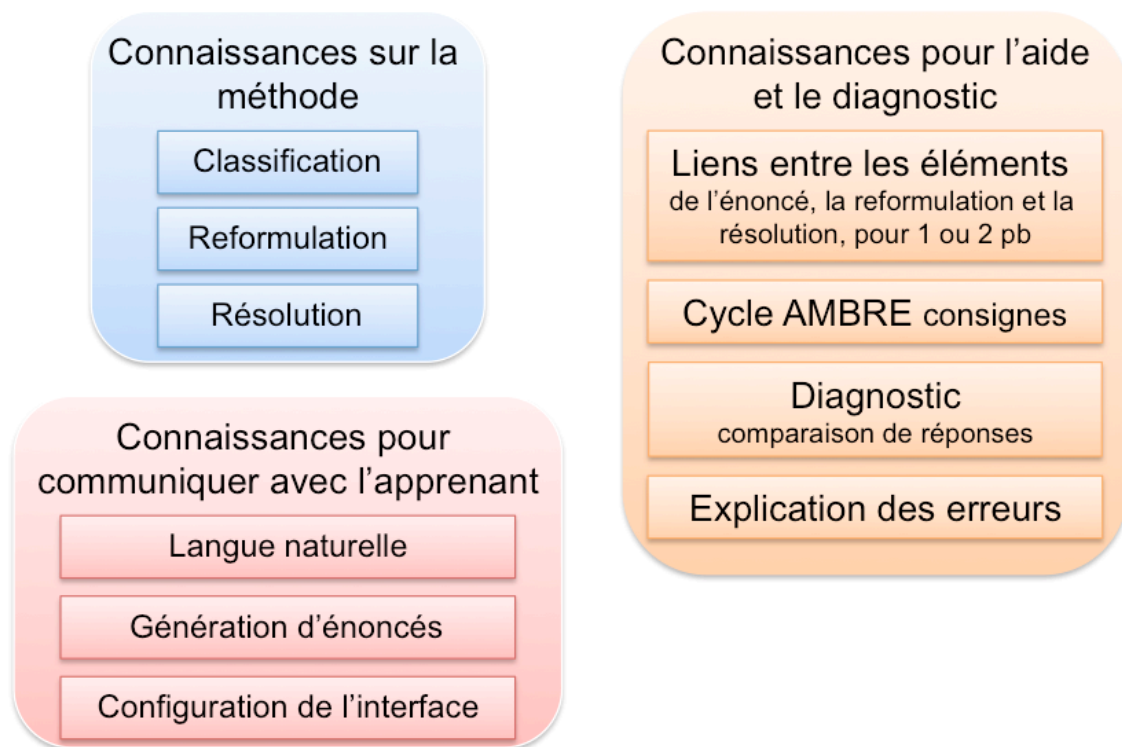 Connaissances sur la
méthode
Classification
Reformulation
Résolution
Connaissances pour l'aide
et le diagnostic
Liens entre les éléments
de l'énoncé, la reformulation et la
résolution, pour 1 ou 2 pb
Cycle AMBRE consignes
Diagnostic
comparaison de réponses
Explication des erreurs
Connaissances pour
communiquer avec l'apprenant
Langue naturelle
Génération d'énoncés
Configuration de l'interface